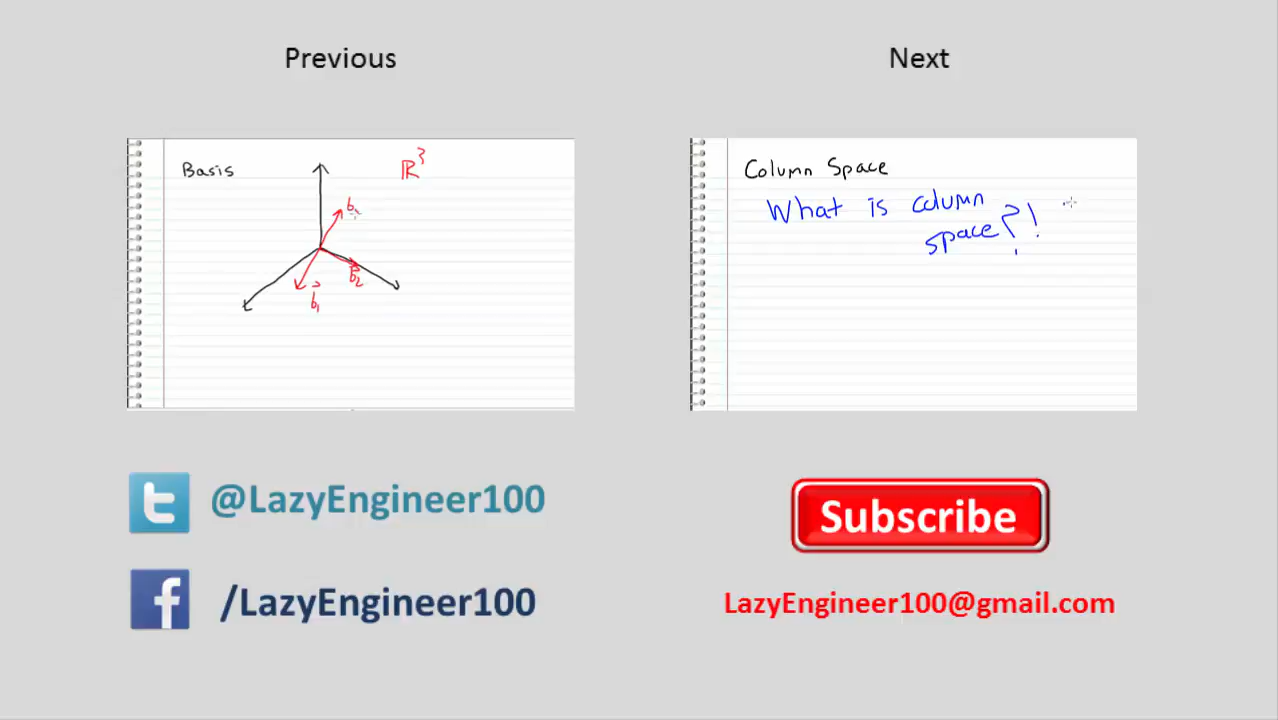 Previous
Next
Basis
ℝ³
b₃
b₂
b₁
Column Space
What is column
space?!
@LazyEngineer100
Subscribe
/LazyEngineer100
LazyEngineer100@gmail.com